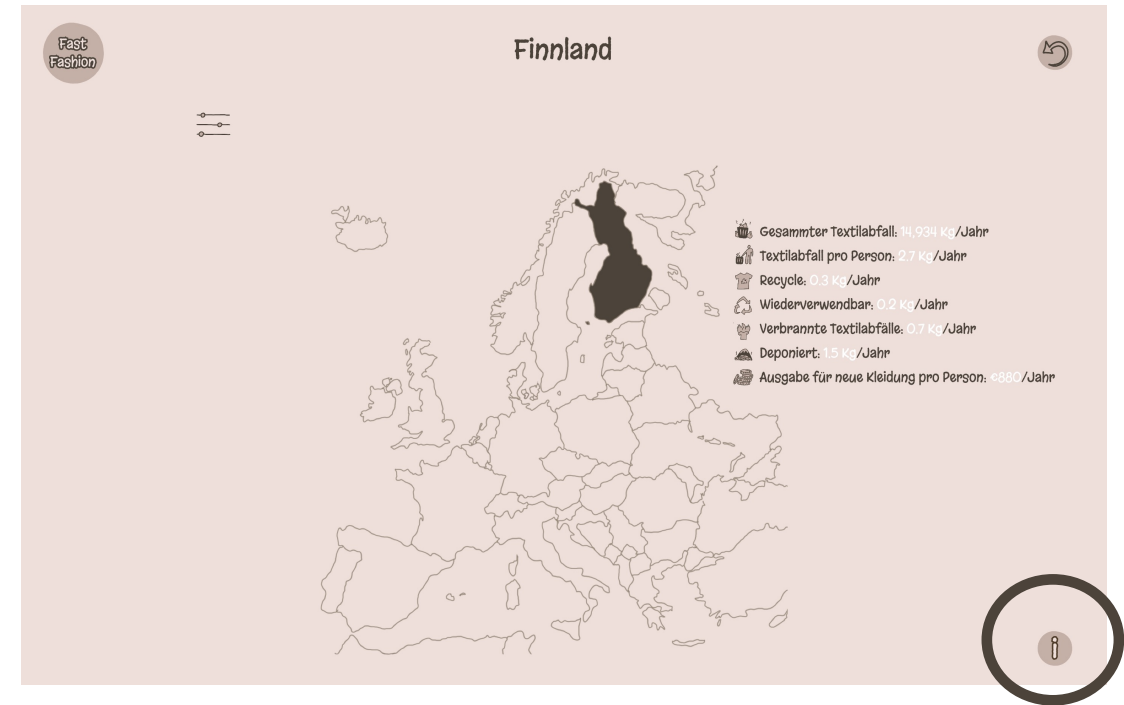 Fast
Fashion
Finnland
Gesammter Textilabfall: 14,934 Kg/Jahr
Textilabfall pro Person: 2.7 Kg/Jahr
Recycle: 0.3 Kg/Jahr
Wiederverwendbar: 0.2 Kg/Jahr
Verbrannte Textilabfälle: 0.7 Kg/Jahr
Deponiert: 1.5 Kg/Jahr
Ausgabe für neue Kleidung pro Person: €880/Jahr
i